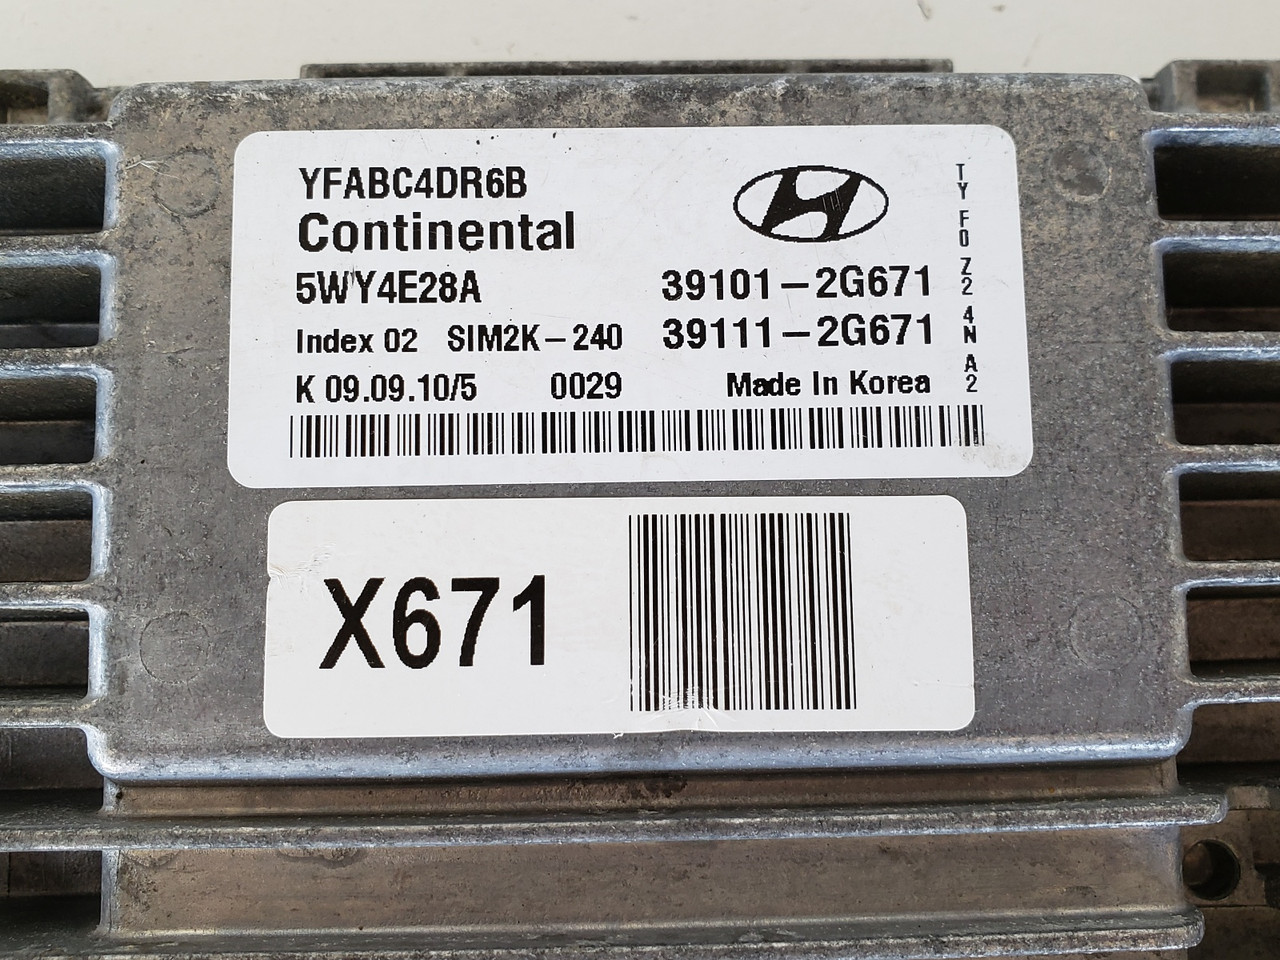 YFABC4DR6B
Continental
5WY4E28A 39101-2G671
Index 02 SIM2K-240 39111-2G671
K 09.09.10/5 0029 Made In Korea
TY F0 Z2 4N A2
X671